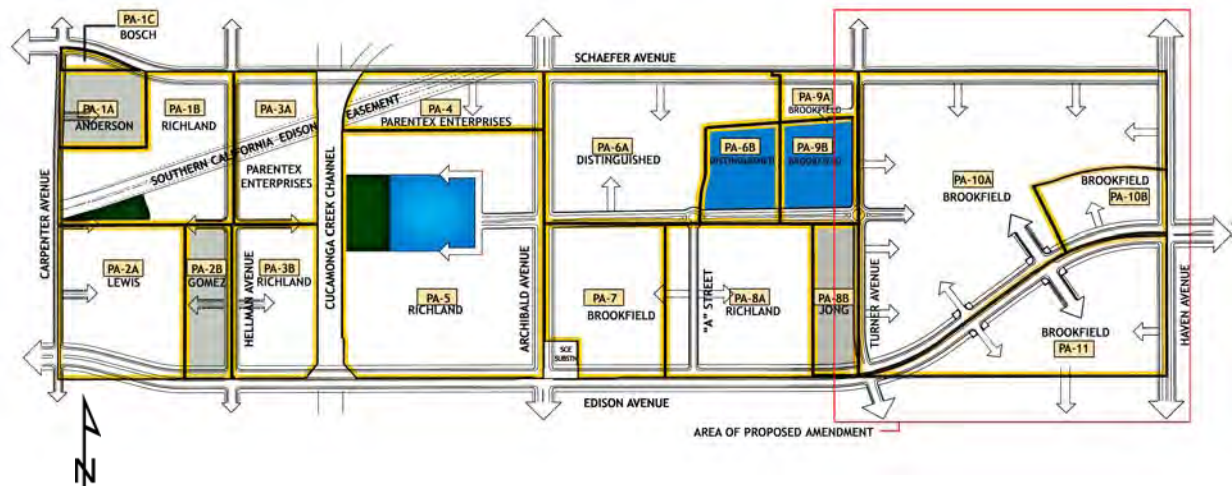 PA-1C
BOSCH
SCHAEFER AVENUE
PA-1A
ANDERSON
PA-1B
RICHLAND
PA-3A
PARENTEX
ENTERPRISES
SOUTHERN CALIFORNIA EDISON EASEMENT
PA-4
PARENTEX ENTERPRISES
PA-6A
DISTINGUISHED
PA-6B
DISTINGUISHED
PA-9A
BROOKFIELD
PA-9B
BROOKFIELD
PA-10A
BROOKFIELD
BROOKFIELD
PA-10B
CARPENTER AVENUE
PA-2A
LEWIS
PA-2B
GOMEZ
HELLMAN AVENUE
PA-3B
RICHLAND
CUCAMONGA CREEK CHANNEL
PA-5
RICHLAND
ARCHIBALD AVENUE
PA-7
BROOKFIELD
SCE
SUBSTN
"A" STREET
PA-8A
RICHLAND
PA-8B
JONG
TURNER AVENUE
BROOKFIELD
PA-11
HAVEN AVENUE
EDISON AVENUE
AREA OF PROPOSED AMENDMENT
N